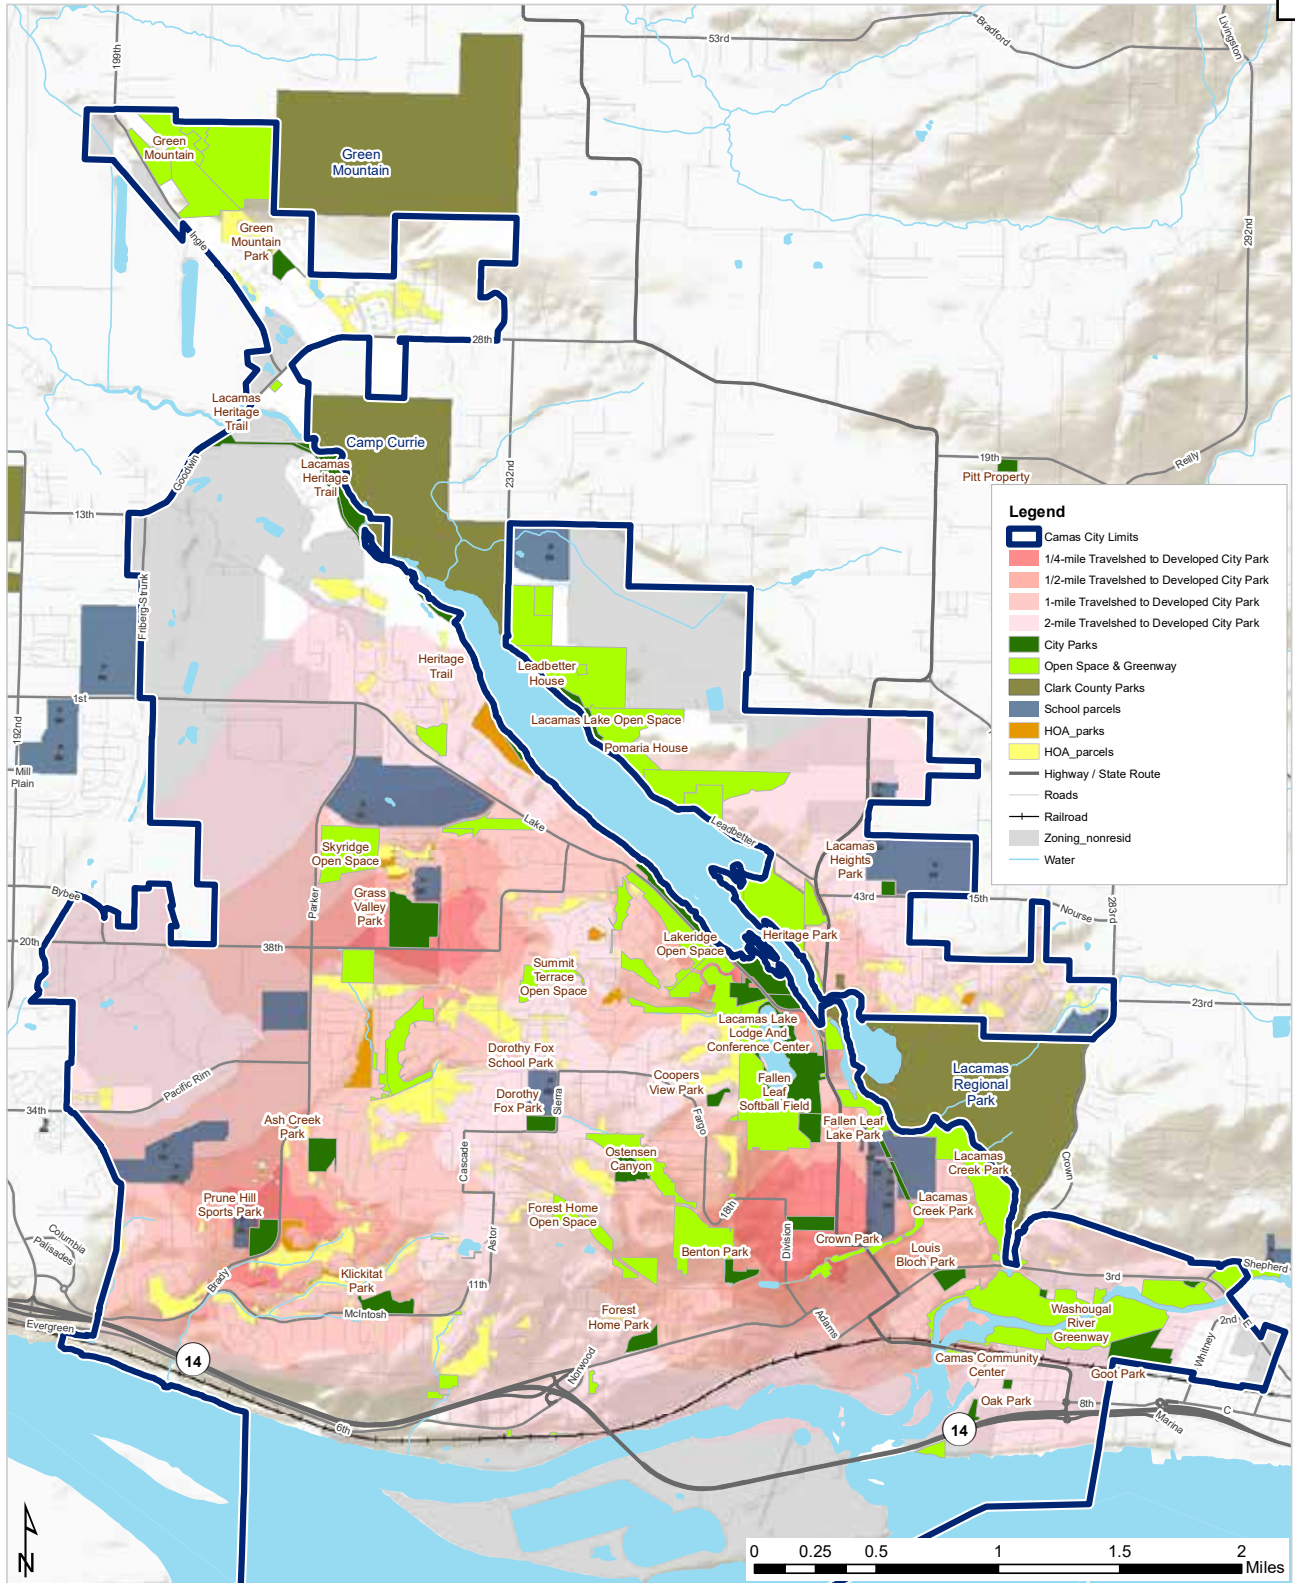 53rd
Bradford
Livingston
199th
Green
Mountain
Green
Mountain
Green
Mountain
Park
Ingle
292nd
28th
Lacamas
Heritage
Trail
Camp Currie
Lacamas
Heritage
Trail
Goodwin
232nd
19th
Pitt Property
Reilly
13th
Friberg-Strunk
Legend
Camas City Limits
1/4-mile Travelshed to Developed City Park
1/2-mile Travelshed to Developed City Park
1-mile Travelshed to Developed City Park
2-mile Travelshed to Developed City Park
City Parks
Open Space & Greenway
Clark County Parks
School parcels
HOA_parks
HOA_parcels
Highway / State Route
Roads
Railroad
Zoning_nonresid
Water
Heritage
Trail
Leadbetter
House
1st
192nd
Lacamas Lake Open Space
Pomaria House
Mill
Plain
Lake
Leadbetter
Skyridge
Open Space
Lacamas
Heights
Park
Bybee
Parker
Grass
Valley
Park
43rd
15th
Nourse
283rd
20th
38th
Lakeridge
Open Space
Heritage Park
Summit
Terrace
Open Space
23rd
Lacamas Lake
Lodge And
Conference Center
Dorothy Fox
School Park
Coopers
View Park
Fallen
Leaf
Softball Field
Lacamas
Regional
Park
Pacific Rim
Dorothy
Fox Park
Sierra
34th
Ash Creek
Park
Fargo
Fallen Leaf
Lake Park
Cascade
Ostensen
Canyon
Lacamas
Creek Park
Crown
Prune Hill
Sports Park
Forest Home
Open Space
18th
Lacamas
Creek Park
Columbia
Palisades
Astor
Benton Park
Division
Crown Park
Louis
Bloch Park
Shepherd
Brady
Klickitat
Park
11th
3rd
McIntosh
Forest
Home Park
Adams
Washougal
River
Greenway
2nd
E
Whitney
Evergreen
14
Norwood
Camas Community
Center
Goot Park
Oak Park
8th
C
Marina
6th
14
N
0 0.25 0.5 1 1.5 2
Miles